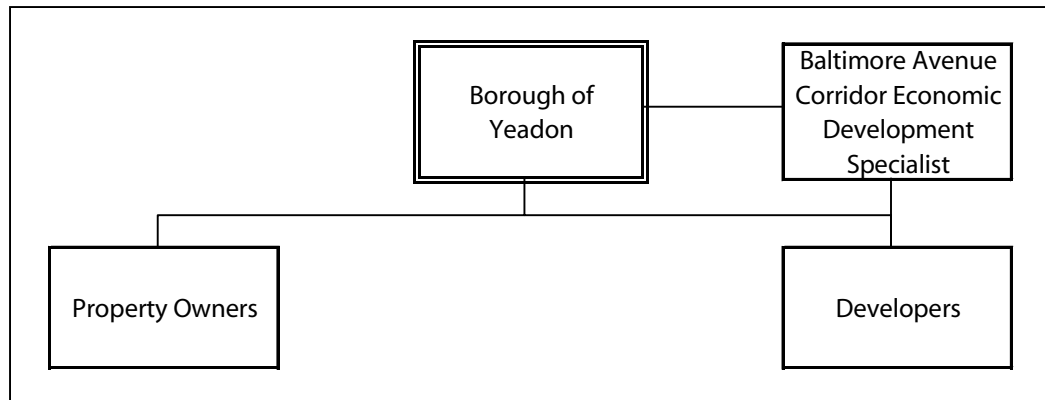 Borough of
Yeadon
Baltimore Avenue
Corridor Economic
Development
Specialist
Property Owners
Developers